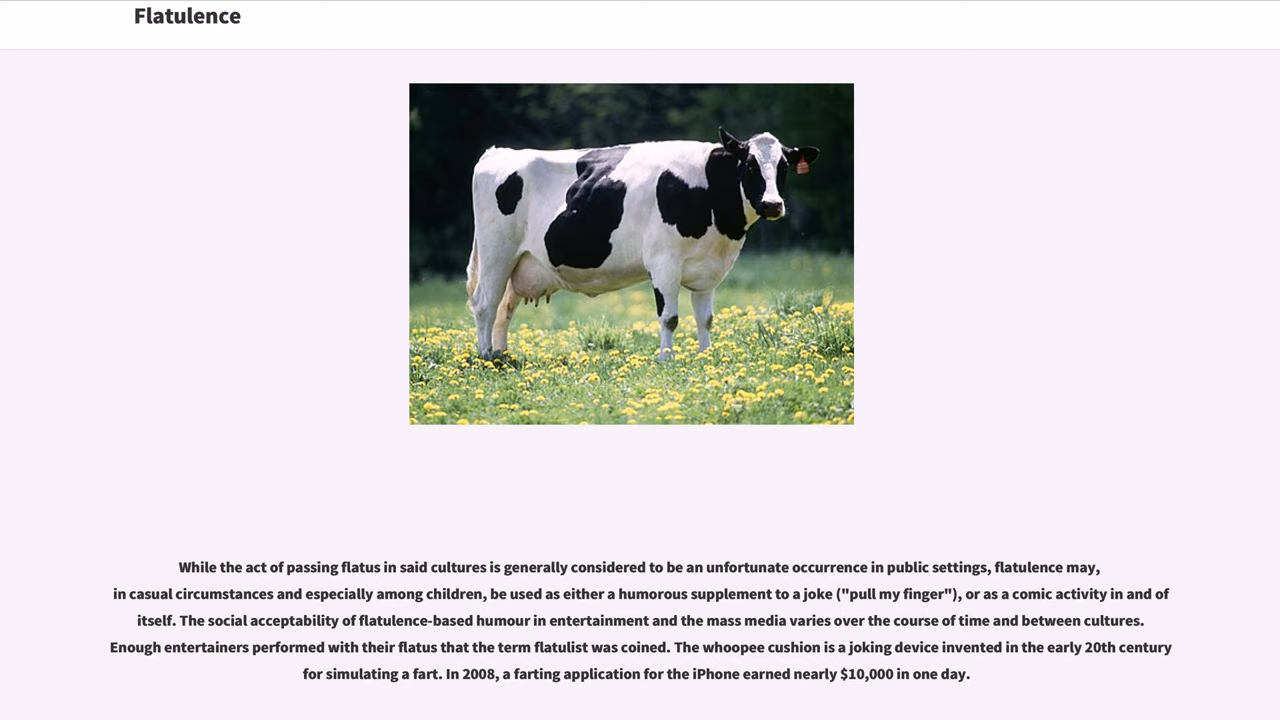 Flatulence
While the act of passing flatus in said cultures is generally considered to be an unfortunate occurrence in public settings, flatulence may,
in casual circumstances and especially among children, be used as either a humorous supplement to a joke ("pull my finger"), or as a comic activity in and of
itself. The social acceptability of flatulence-based humour in entertainment and the mass media varies over the course of time and between cultures.
Enough entertainers performed with their flatus that the term flatulist was coined. The whoopee cushion is a joking device invented in the early 20th century
for simulating a fart. In 2008, a farting application for the iPhone earned nearly $10,000 in one day.